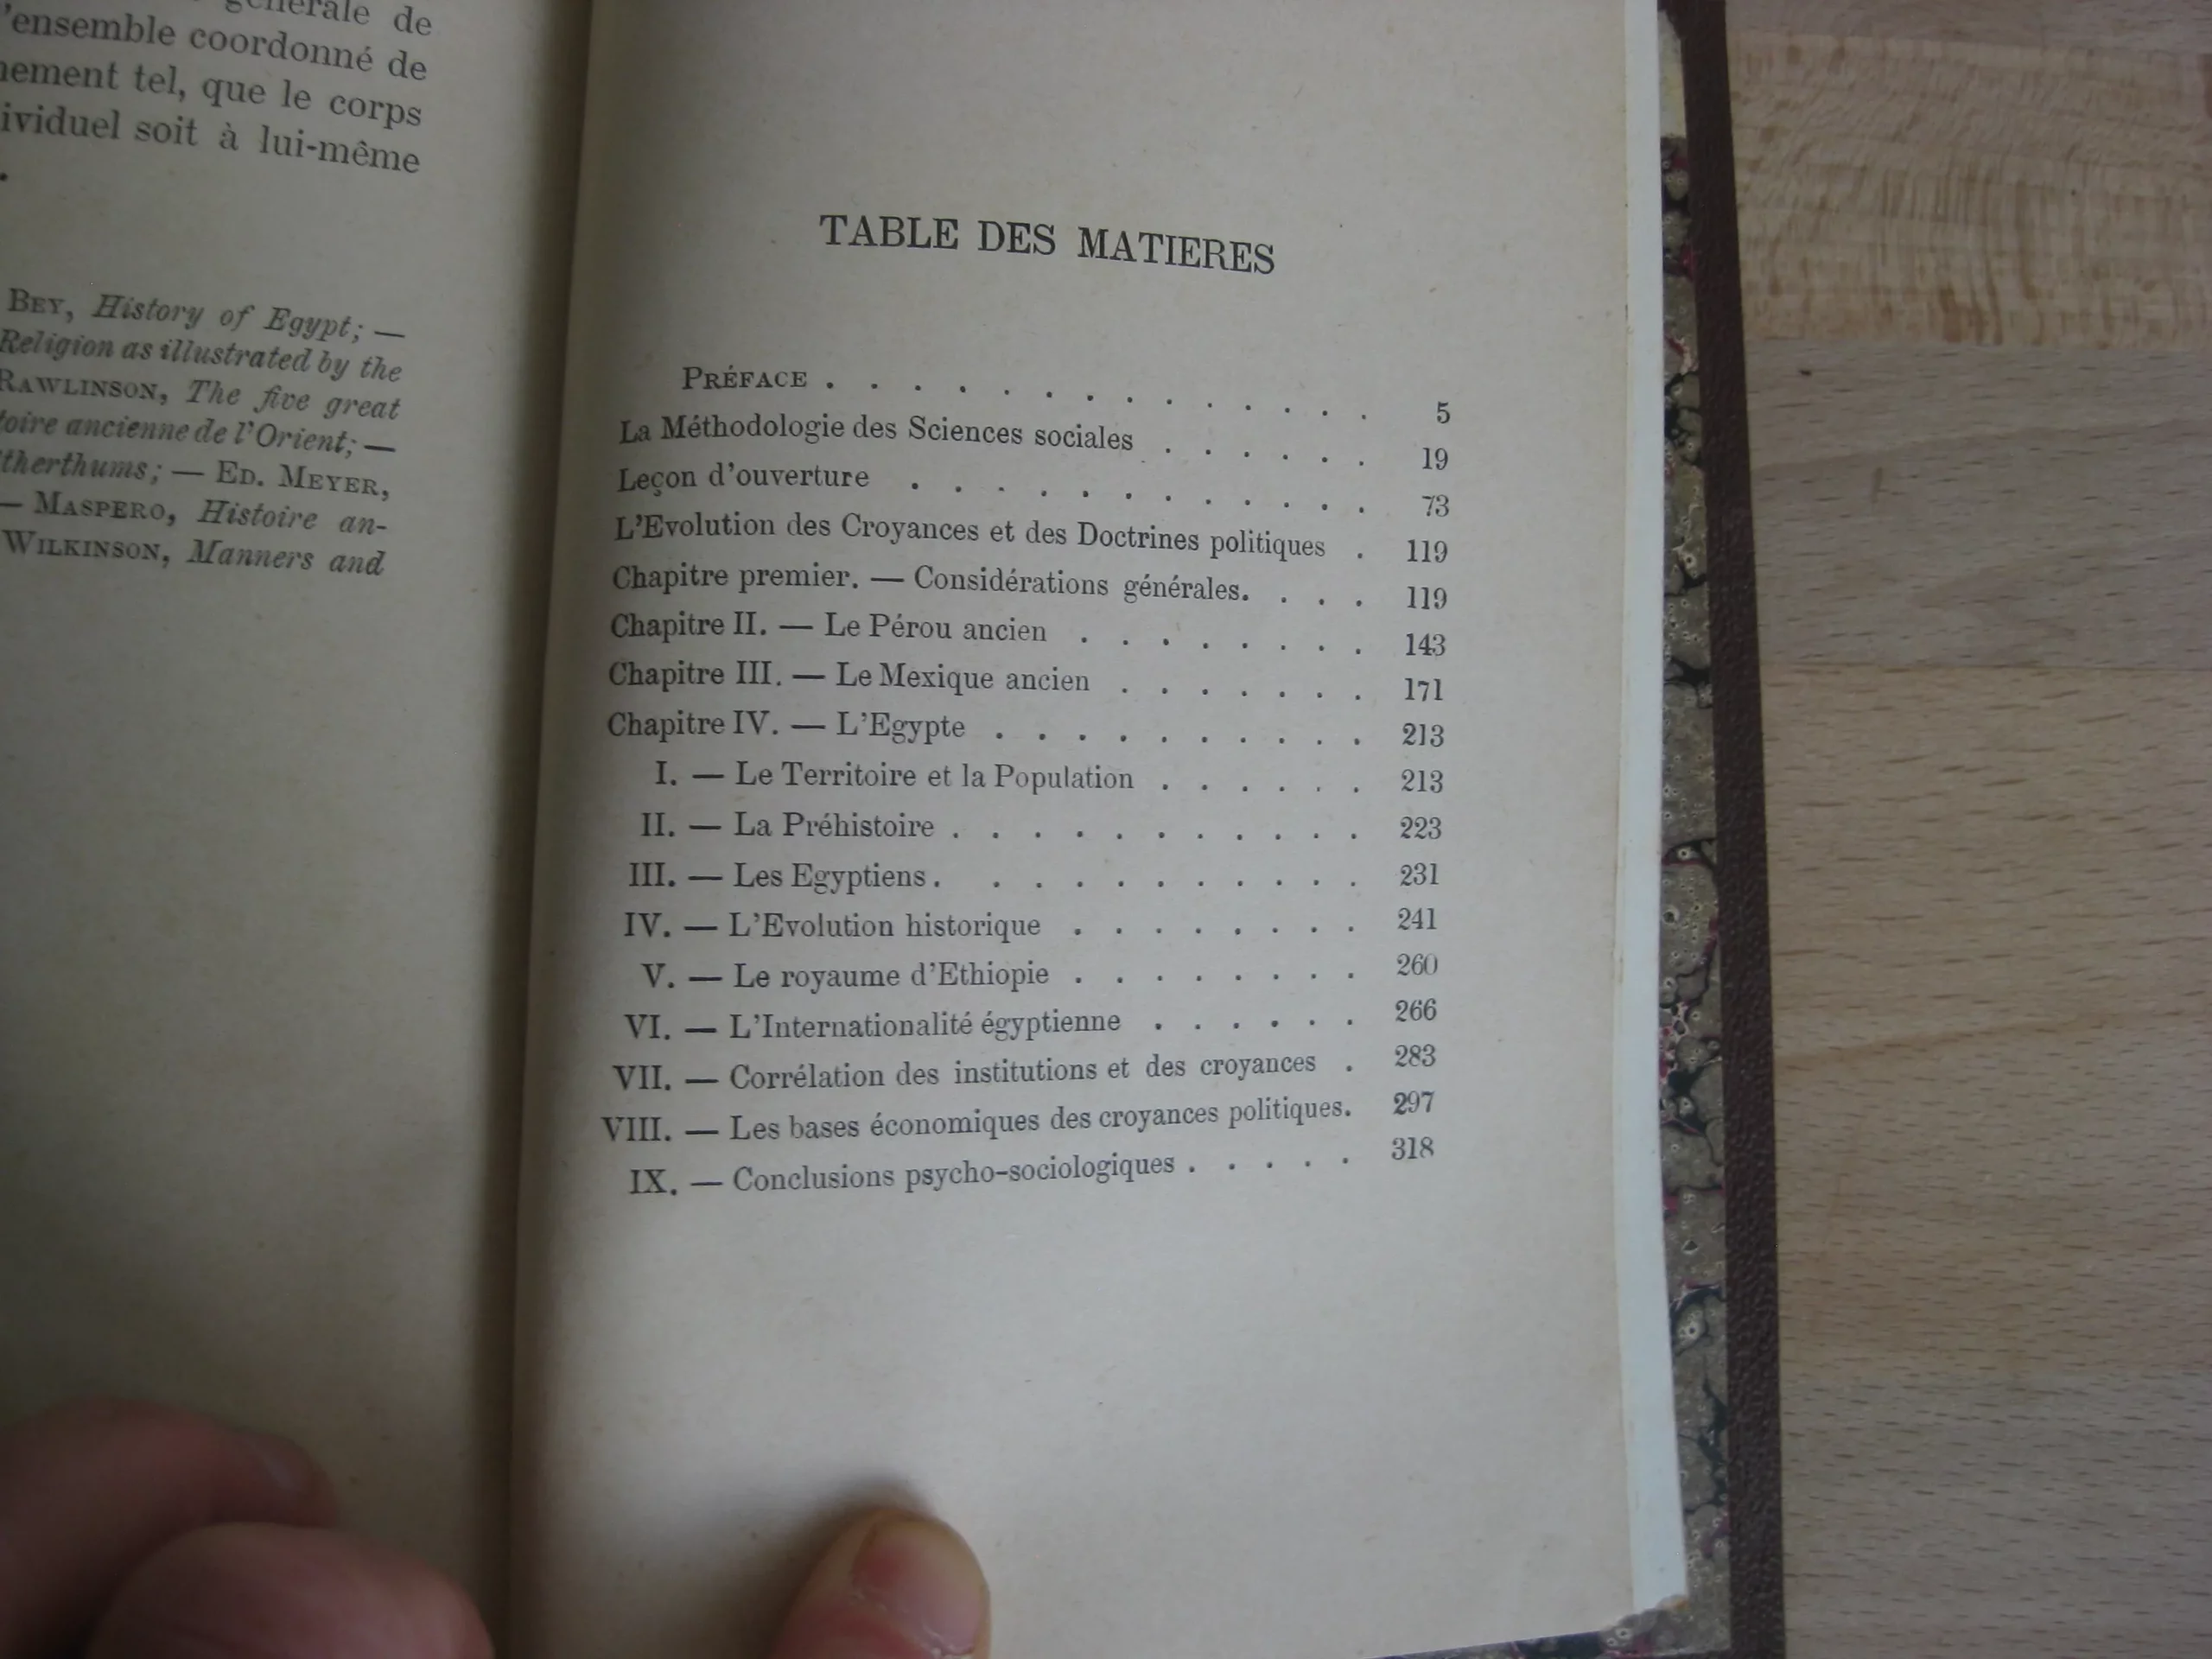 générale de
'ensemble coordonné de
nement tel, que le corps
ividuel soit à lui-même
.
BEY, History of Egypt; —
Religion as illustrated by the
RAWLINSON, The five great
toire ancienne de l'Orient; —
therthums; — ED. MEYER,
— MASPERO, Histoire an-
WILKINSON, Manners and
TABLE DES MATIERES
PRÉFACE . . . . . . . . . . . . . . 5
La Méthodologie des Sciences sociales . . . . . . 19
Leçon d'ouverture . . . . . . . . . . . . 73
L'Evolution des Croyances et des Doctrines politiques . 119
Chapitre premier. — Considérations générales. . . . 119
Chapitre II. — Le Pérou ancien . . . . . . . . 143
Chapitre III. — Le Mexique ancien . . . . . . . 171
Chapitre IV. — L'Egypte . . . . . . . . . . 213
I. — Le Territoire et la Population . . . . . . 213
II. — La Préhistoire . . . . . . . . . . . 223
III. — Les Egyptiens. . . . . . . . . . . 231
IV. — L'Evolution historique . . . . . . . . 241
V. — Le royaume d'Ethiopie . . . . . . . . 260
VI. — L'Internationalité égyptienne . . . . . . 266
VII. — Corrélation des institutions et des croyances . 283
VIII. — Les bases économiques des croyances politiques. 297
IX. — Conclusions psycho-sociologiques . . . . . 318